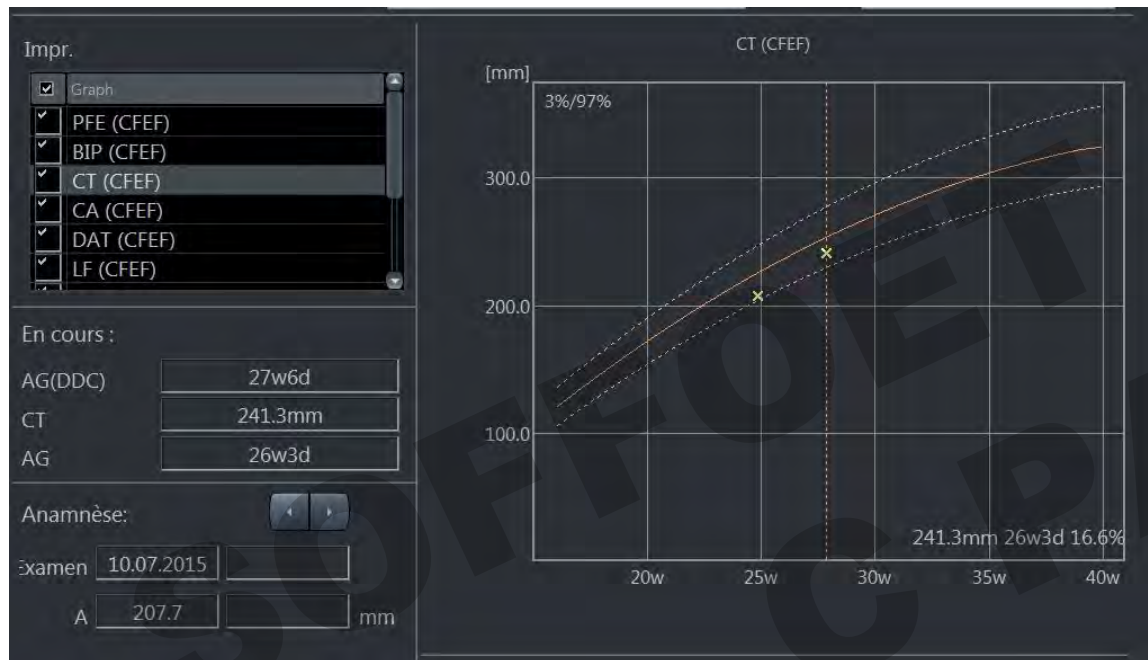 Impr.
Graph
PFE (CFEF)
BIP (CFEF)
CT (CFEF)
CA (CFEF)
DAT (CFEF)
LF (CFEF)
En cours :
AG(DDC) 27w6d
CT 241.3mm
AG 26w3d
Anamnèse:
Examen 10.07.2015
A 207.7 mm
CT (CFEF)
[mm]
3%/97%
300.0
200.0
100.0
241.3mm 26w3d 16.6%
20w 25w 30w 35w 40w
SOFFOET
C P